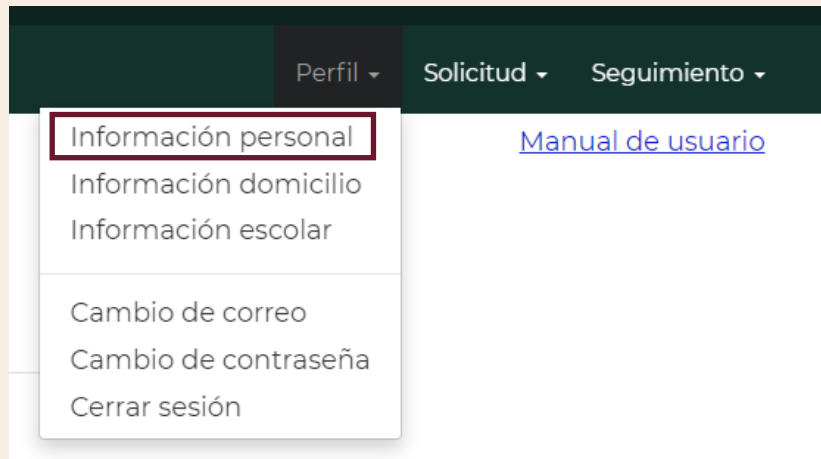 Perfil Solicitud Seguimiento
Información personal
Manual de usuario
Información domicilio
Información escolar
Cambio de correo
Cambio de contraseña
Cerrar sesión